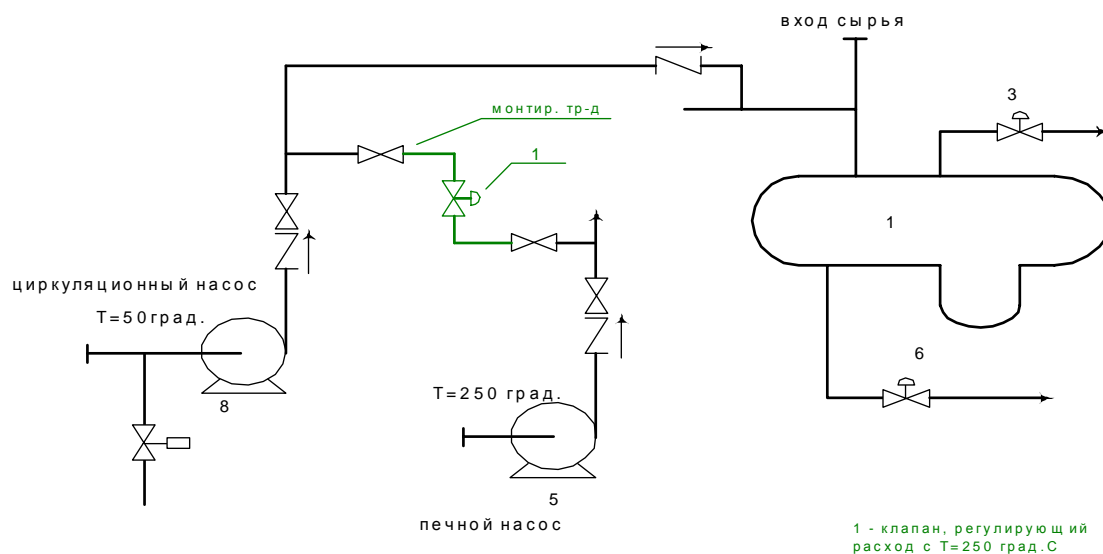 вход сырья
3
монтир. тр-д
1
1
циркуляционный насос
Т=50град.
6
Т=250 град.
8
5
печной насос
1 - клапан, регулирующий
расход с Т=250 град.С